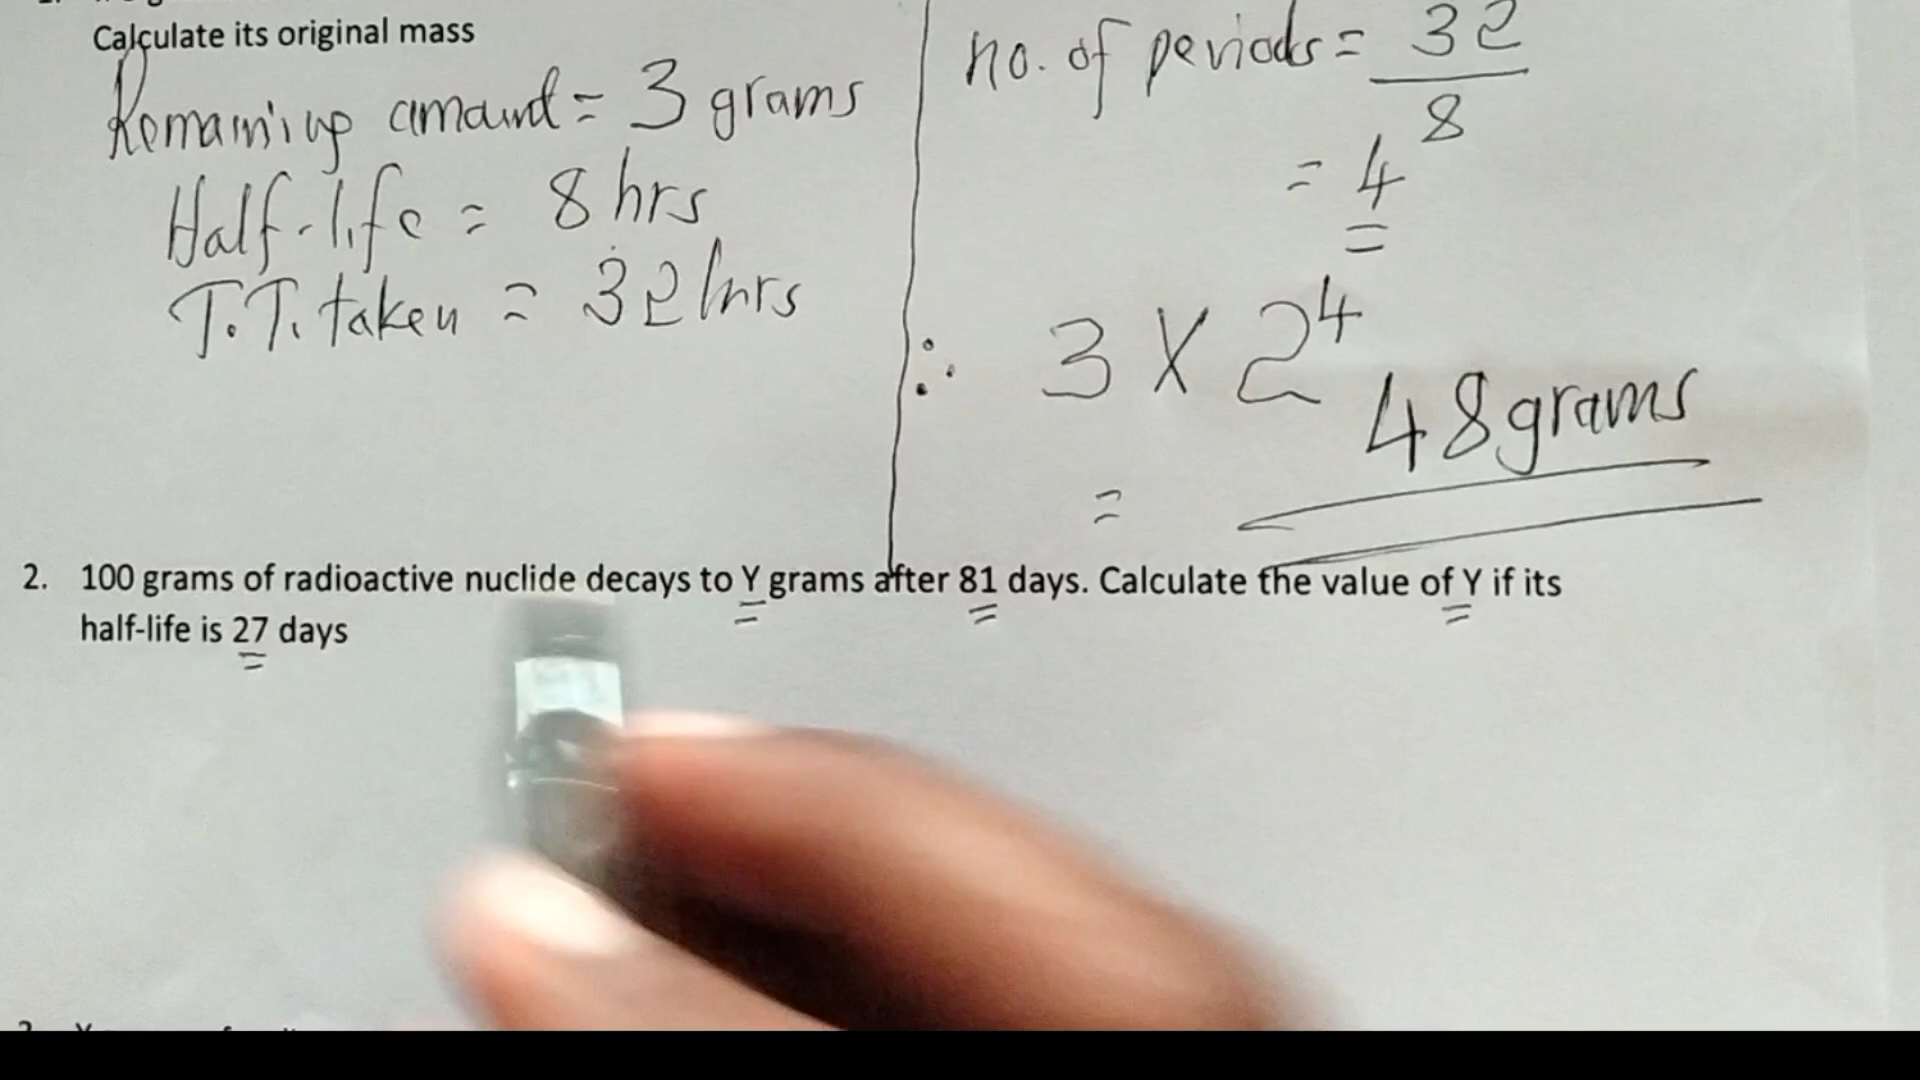 Calculate its original mass
Remaining amount = 3 grams
Half-life = 8 hrs
T.T. taken = 32 hrs
no. of periods = 32
8
= 4
∴ 3 X 2⁴
= 48 grams
2. 100 grams of radioactive nuclide decays to Y grams after 81 days. Calculate the value of Y if its
half-life is 27 days